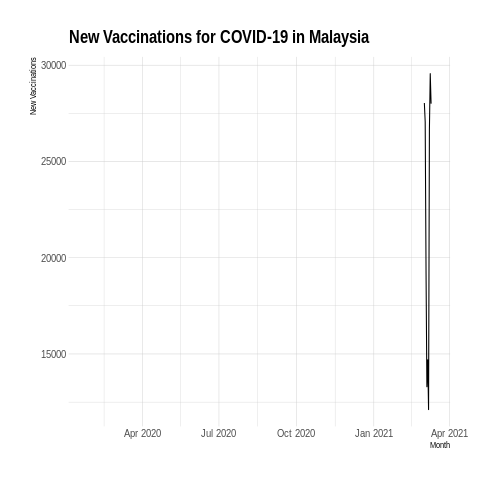 New Vaccinations for COVID-19 in Malaysia
New Vaccinations
30000
25000
20000
15000
Apr 2020 Jul 2020 Oct 2020 Jan 2021 Apr 2021
Month